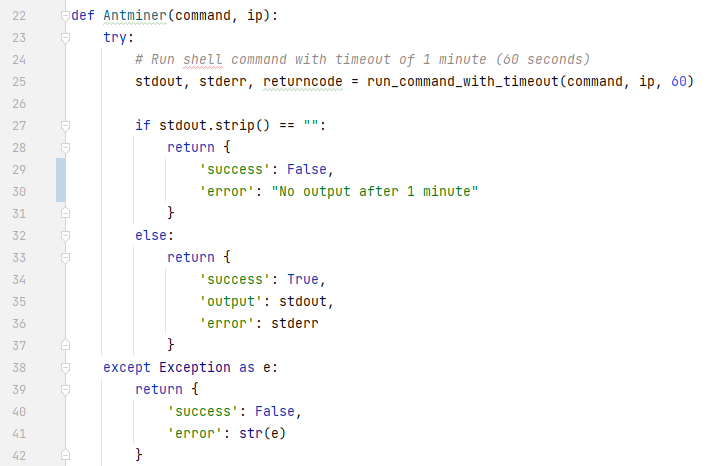 22 def Antminer(command, ip):
23     try:
24         # Run shell command with timeout of 1 minute (60 seconds)
25         stdout, stderr, returncode = run_command_with_timeout(command, ip, 60)
26
27         if stdout.strip() == "":
28             return {
29                 'success': False,
30                 'error': "No output after 1 minute"
31             }
32         else:
33             return {
34                 'success': True,
35                 'output': stdout,
36                 'error': stderr
37             }
38     except Exception as e:
39         return {
40             'success': False,
41             'error': str(e)
42         }